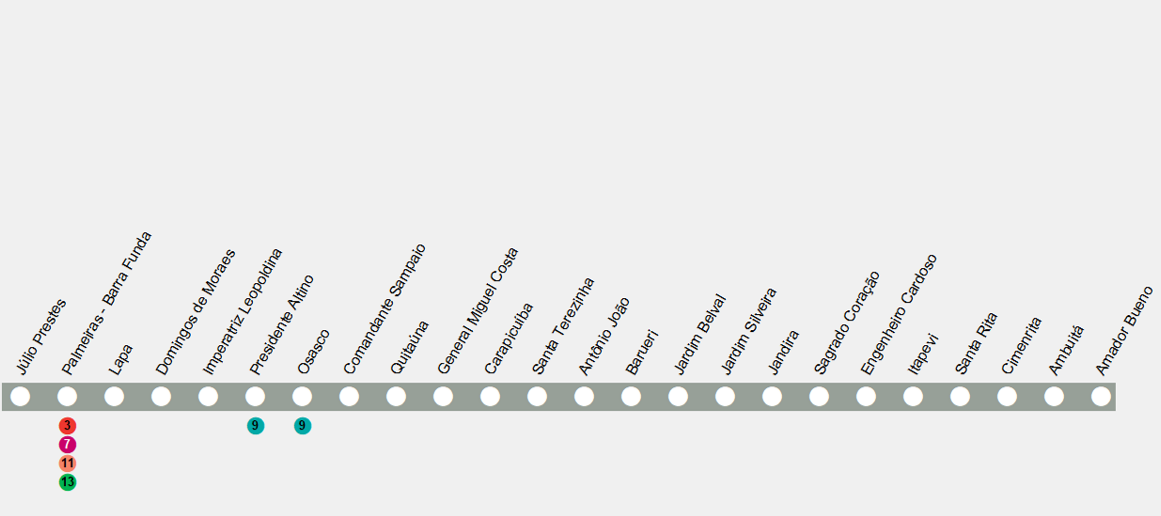 Júlio Prestes
Palmeiras - Barra Funda
Lapa
Domingos de Moraes
Imperatriz Leopoldina
Presidente Altino
Osasco
Comandante Sampaio
Quitaúna
General Miguel Costa
Carapicuíba
Santa Terezinha
Antônio João
Barueri
Jardim Belval
Jardim Silveira
Jandira
Sagrado Coração
Engenheiro Cardoso
Itapevi
Santa Rita
Cimenrita
Ambuitá
Amador Bueno
3
7
11
13
9
9